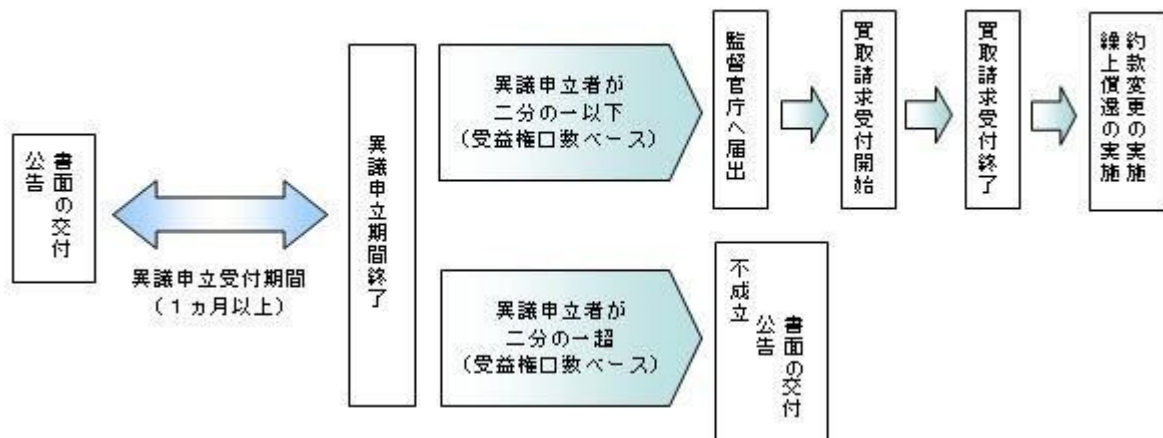 書面の交付
公告
異議申立受付期間
（１ヵ月以上）
異議申立期間終了
異議申立者が
二分の一以下
（受益権口数ベース）
監督官庁へ届出
買取請求受付開始
買取請求受付終了
約款変更の実施
繰上償還の実施
異議申立者が
二分の一超
（受益権口数ベース）
不成立
書面の交付
公告